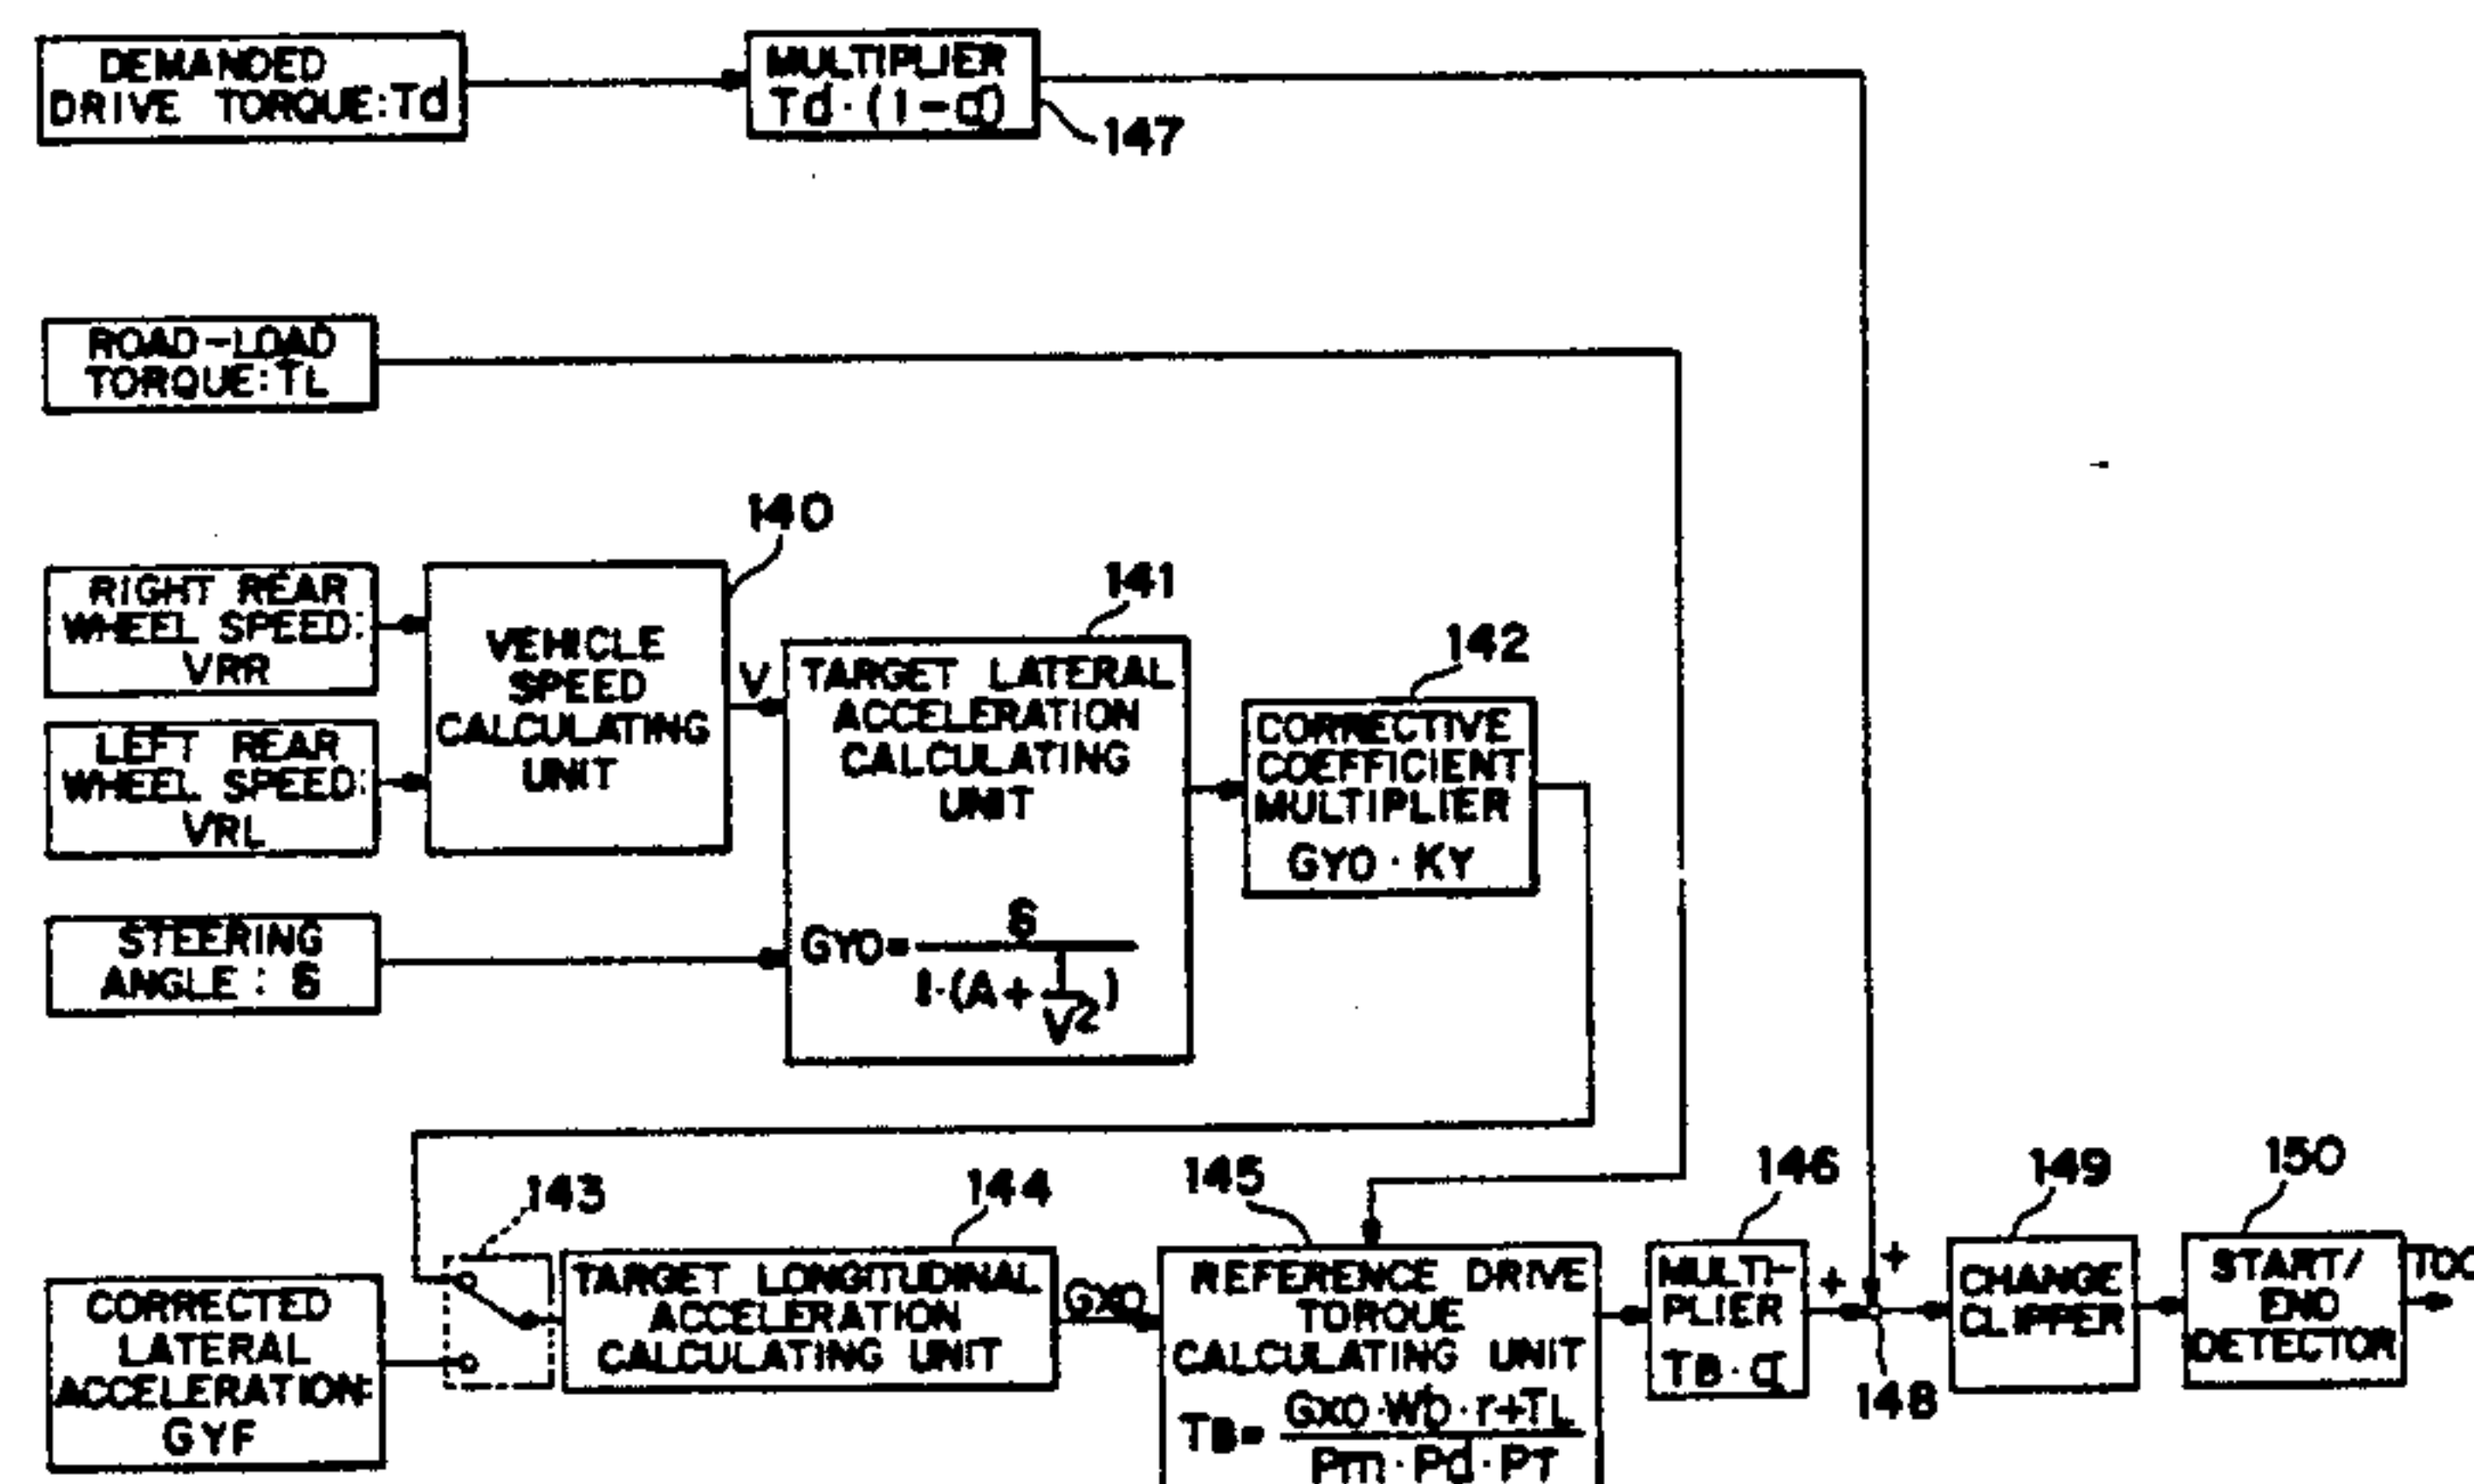 DEMANDED
DRIVE TORQUE:Td
MULTIPLIER
Td·(1-α)
147
ROAD-LOAD
TORQUE:TL
140
RIGHT REAR
WHEEL SPEED:
VRR
VEHICLE
SPEED
CALCULATING
UNIT
V
141
TARGET LATERAL
ACCELERATION
CALCULATING
UNIT
142
CORRECTIVE
COEFFICIENT
MULTIPLIER
GYO·KY
LEFT REAR
WHEEL SPEED:
VRL
STEERING
ANGLE: δ
GYO= δ
l·(A+ 1
V²)
143
144
145
146
149
150
CORRECTED
LATERAL
ACCELERATION:
GYF
TARGET LONGITUDINAL
ACCELERATION
CALCULATING UNIT
GXO
REFERENCE DRIVE
TORQUE
CALCULATING UNIT
TB= GXO·Wb·r+TL
Pm·Pd·PT
MULTI-
PLIER
TB·α
+
+
148
CHANGE
CLIPPER
START/
END
DETECTOR